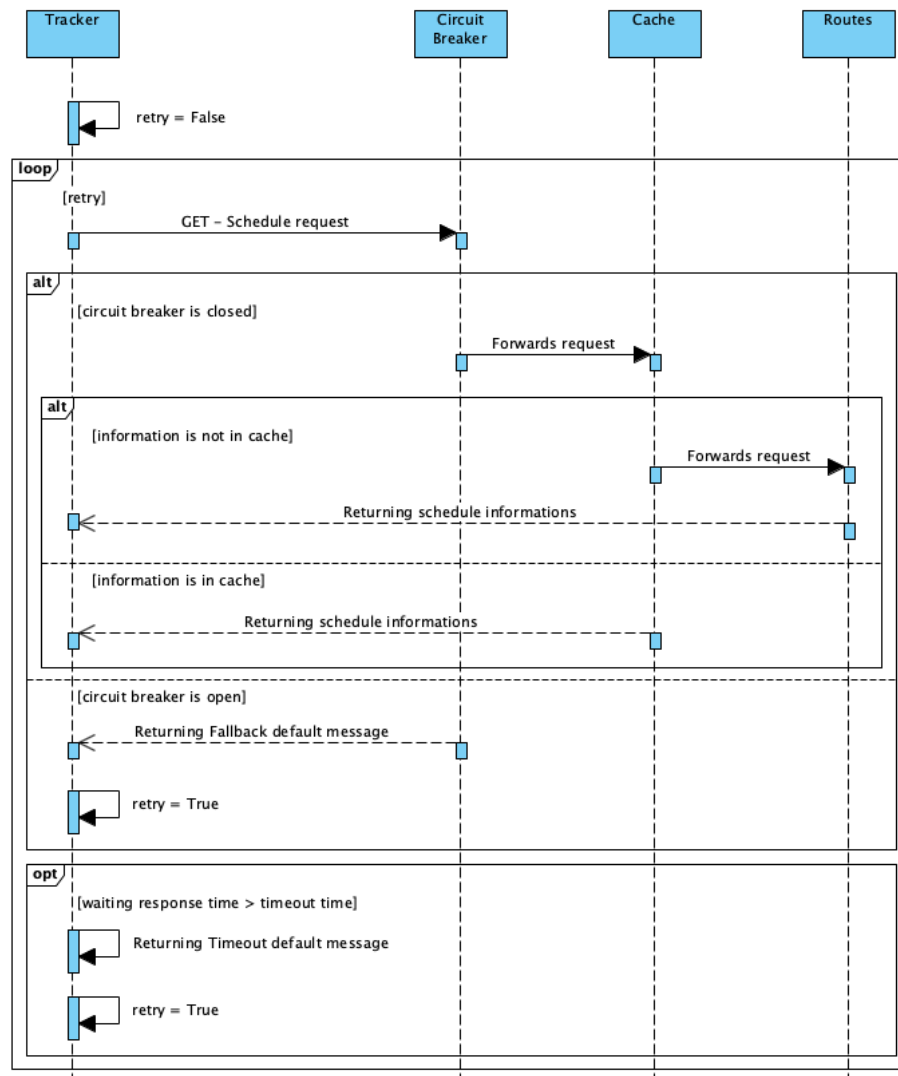 Tracker
Circuit
Breaker
Cache
Routes
retry = False
loop
[retry]
GET – Schedule request
alt
[circuit breaker is closed]
Forwards request
alt
[information is not in cache]
Forwards request
Returning schedule informations
[information is in cache]
Returning schedule informations
[circuit breaker is open]
Returning Fallback default message
retry = True
opt
[waiting response time > timeout time]
Returning Timeout default message
retry = True